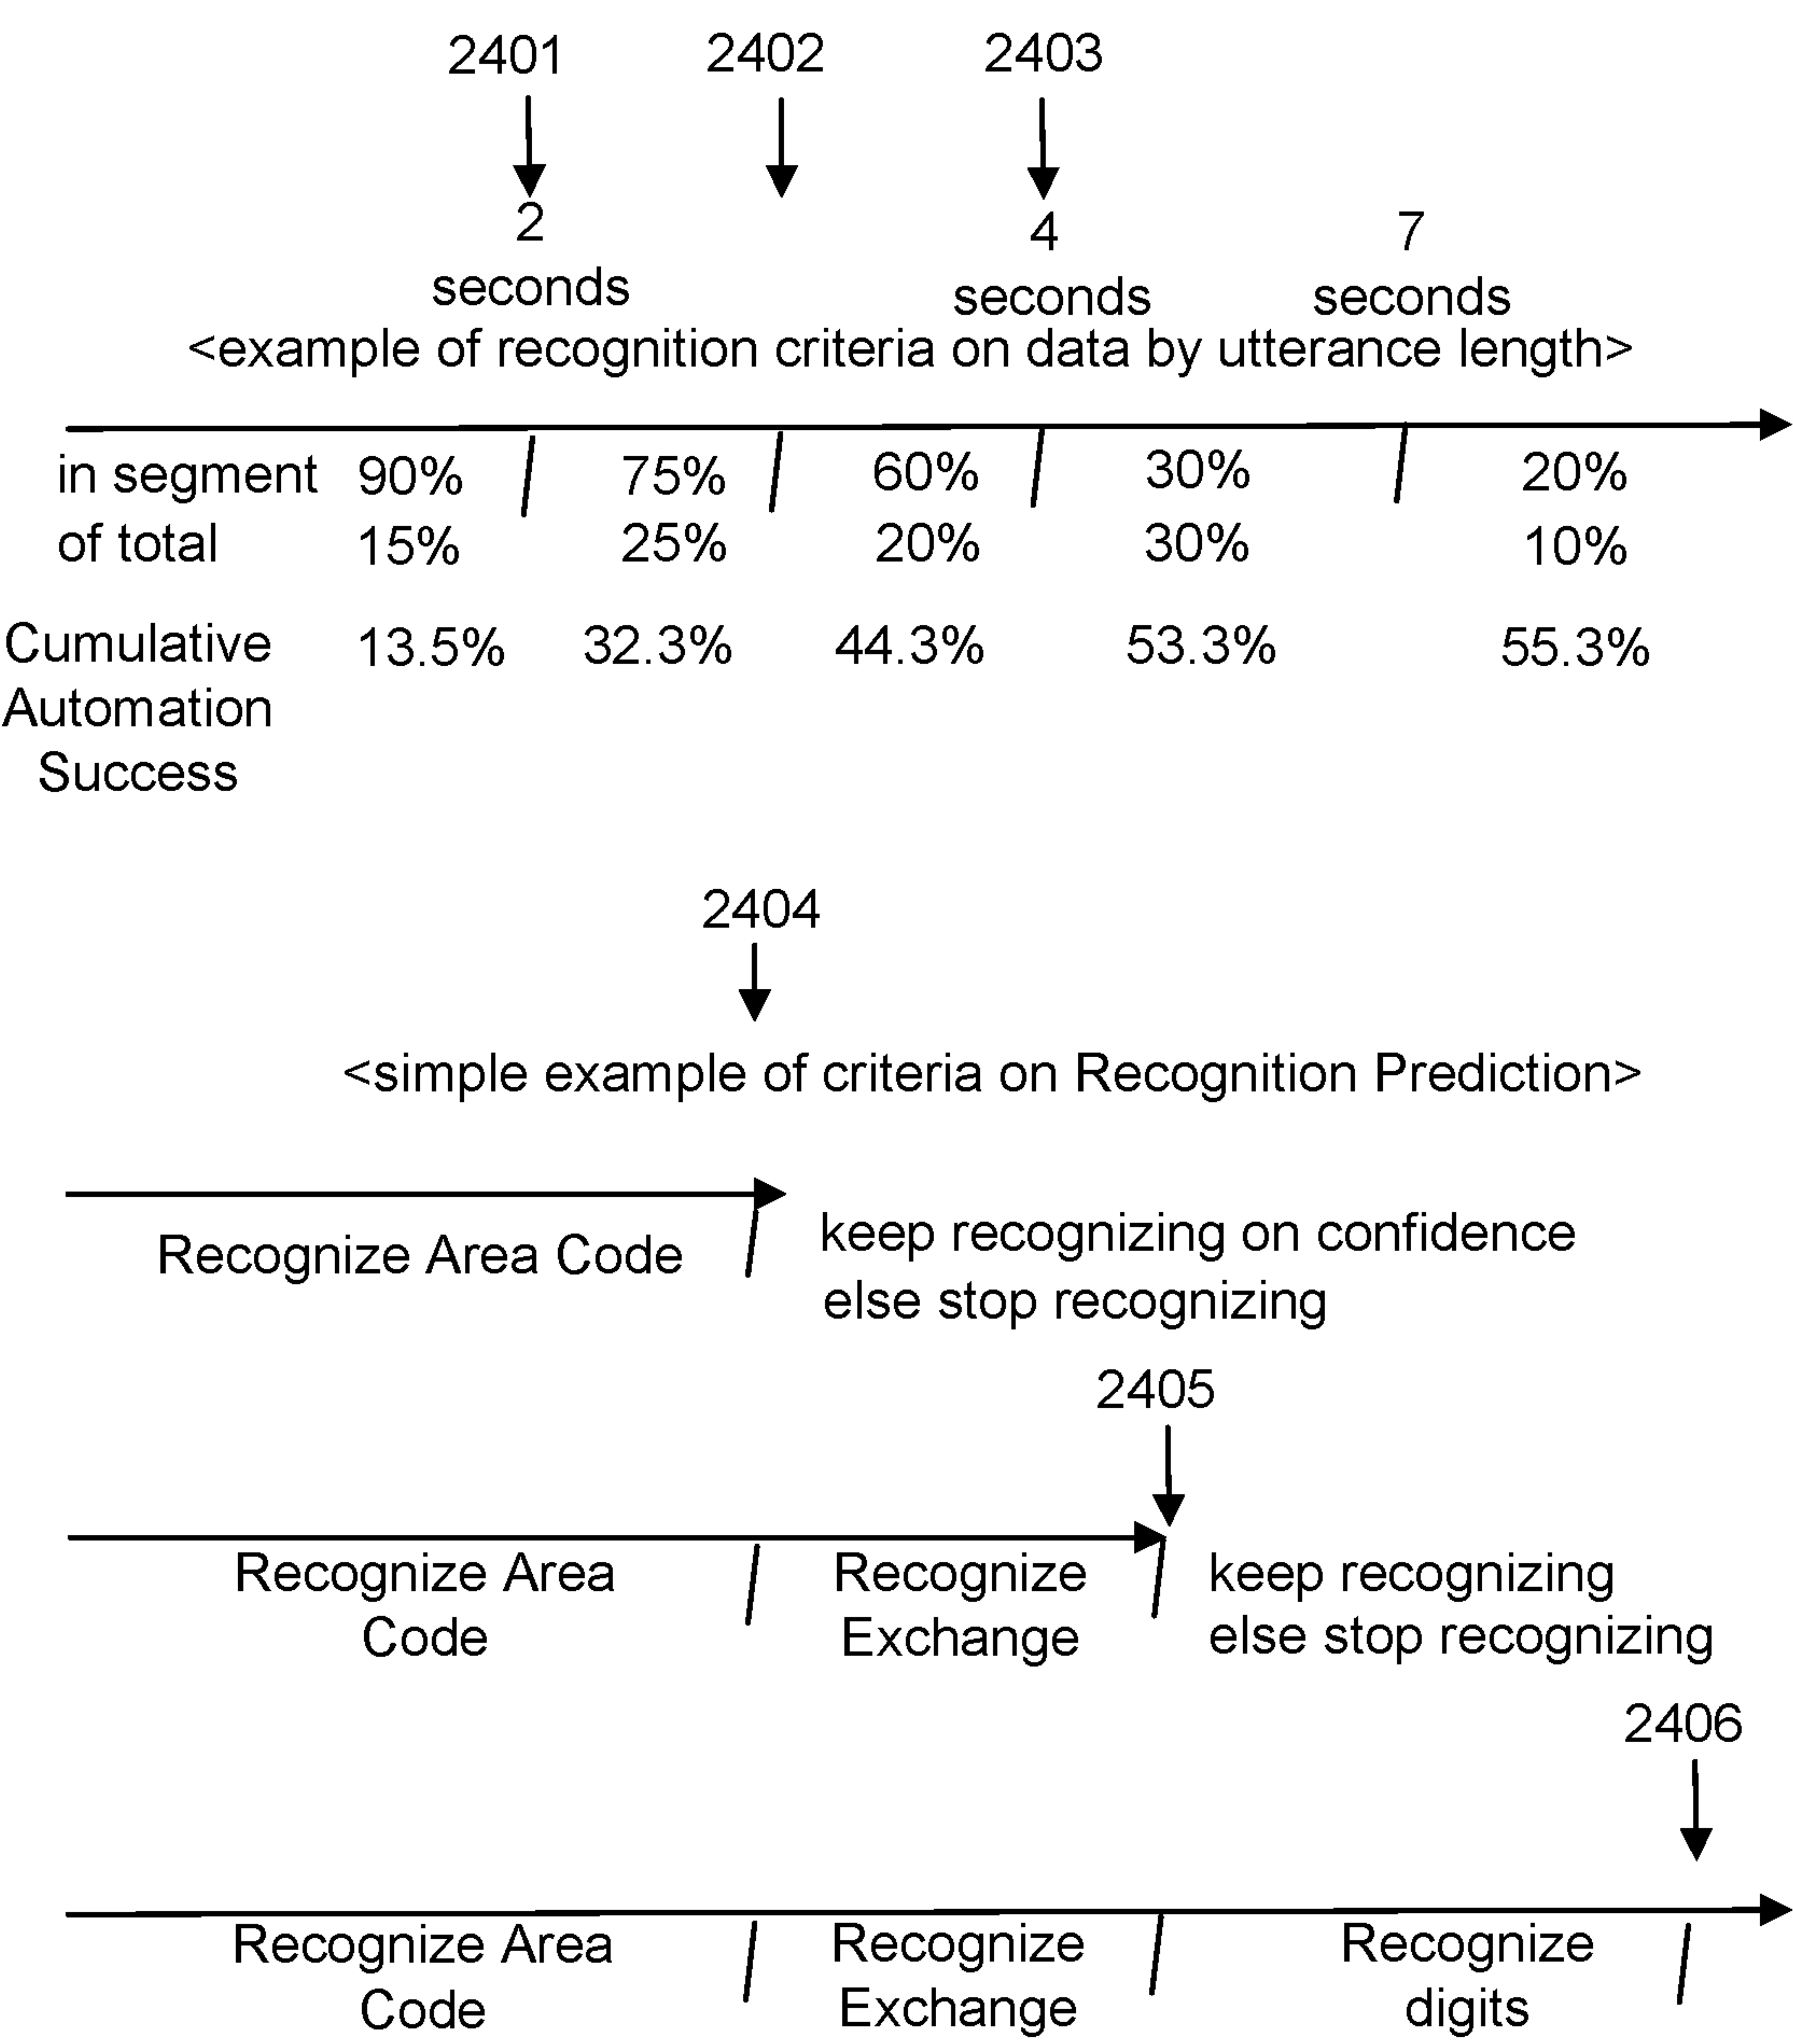 2401 2402 2403
2 4 7
seconds seconds seconds
<example of recognition criteria on data by utterance length>
in segment 90% 75% 60% 30% 20%
of total 15% 25% 20% 30% 10%
Cumulative 13.5% 32.3% 44.3% 53.3% 55.3%
Automation
Success
2404
<simple example of criteria on Recognition Prediction>
Recognize Area Code keep recognizing on confidence
else stop recognizing
2405
Recognize Area Recognize keep recognizing
Code Exchange else stop recognizing
2406
Recognize Area Recognize Recognize
Code Exchange digits